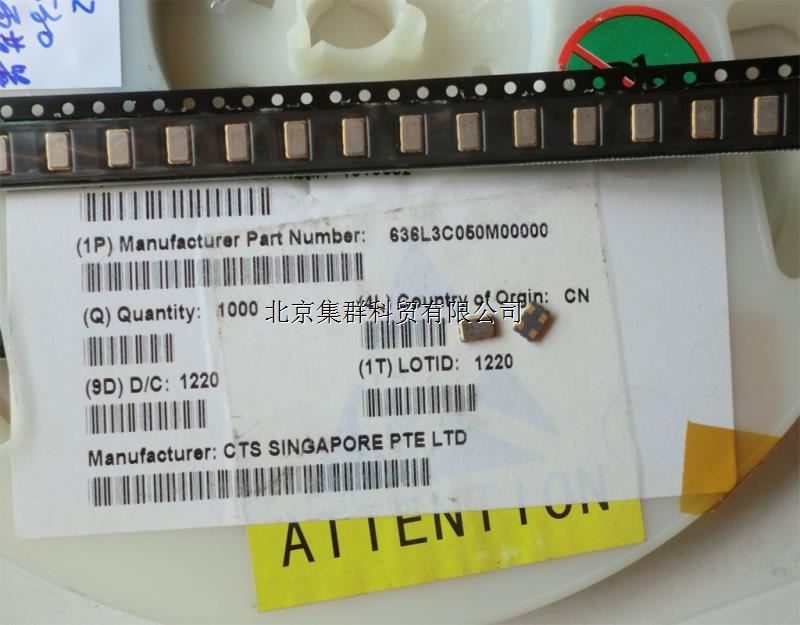 (1P) Manufacturer Part Number: 636L3C050M00000
(Q) Quantity: 1000
(4L) Country of Orgin: CN
北京集群科贸有限公司
(9D) D/C: 1220
(1T) LOTID: 1220
Manufacturer: CTS SINGAPORE PTE LTD
ATTENTION